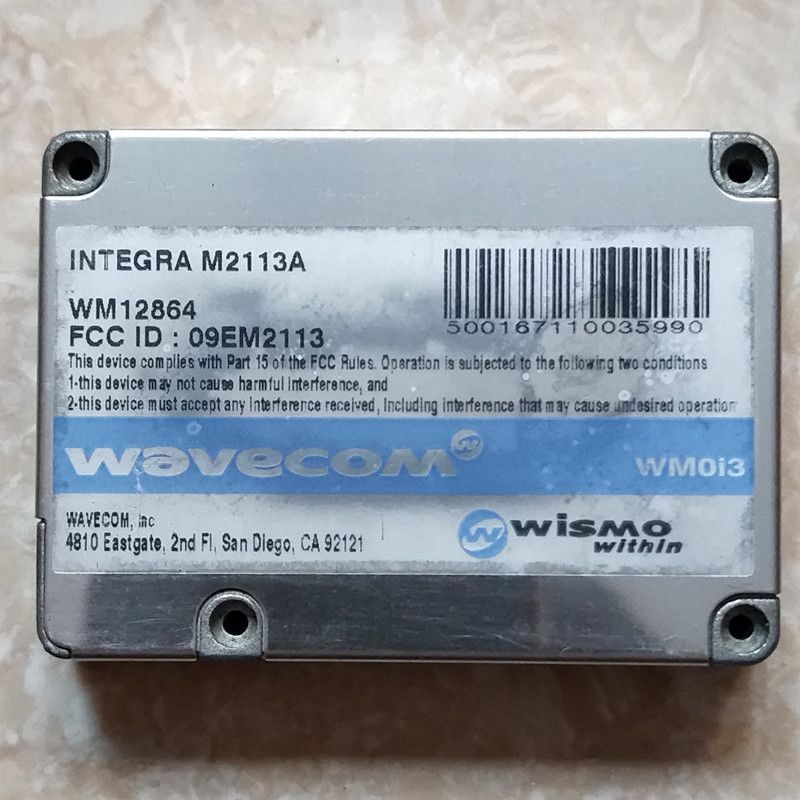 INTEGRA M2113A
WM12864
FCC ID : 09EM2113
500167110035990
This device complies with Part 15 of the FCC Rules. Operation is subjected to the following two conditions
1-this device may not cause harmful interference, and
2-this device must accept any interference received, including interference that may cause undesired operation
wavecom w
WM0i3
WAVECOM, inc
4810 Eastgate, 2nd Fl, San Diego, CA 92121
w wismo
within